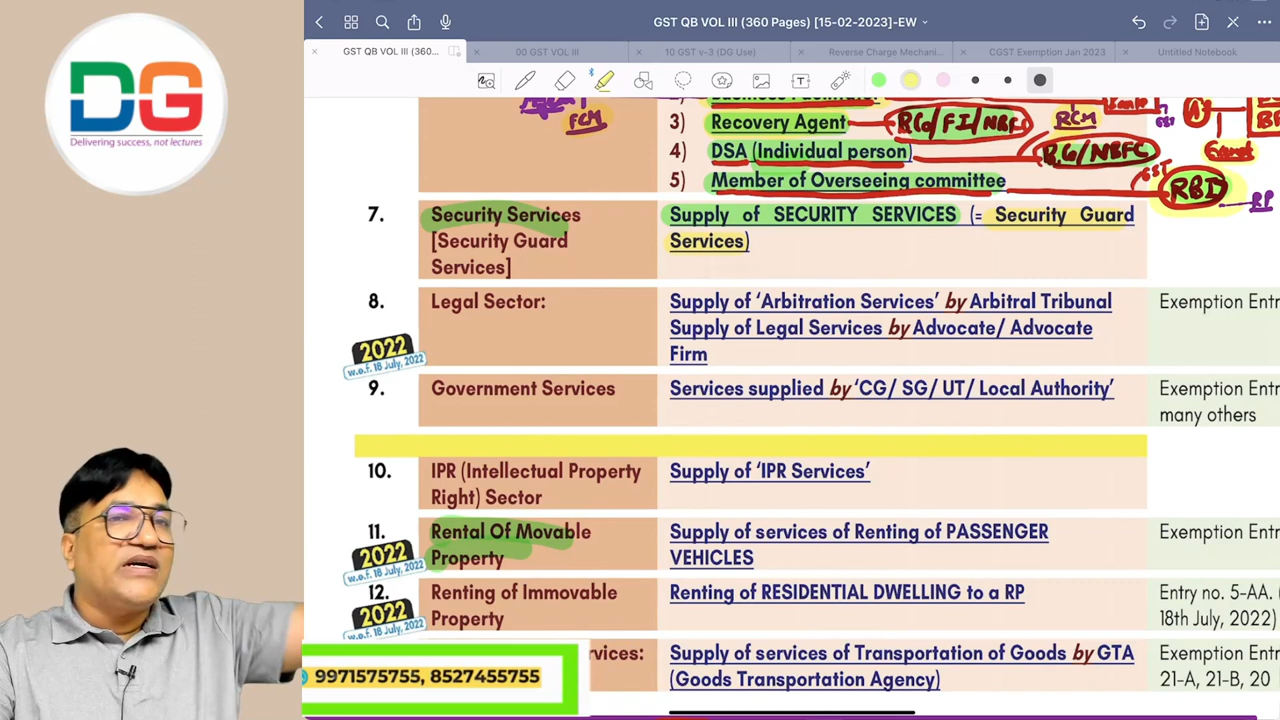 DG
Delivering success, not lectures
GST QB VOL III (360 Pages) [15-02-2023]-EW
GST QB VOL III (360...
00 GST VOL III
10 GST v-3 (DG Use)
Reverse Charge Mechani...
CGST Exemption Jan 2023
Untitled Notebook
FCM
3) Recovery Agent
RCM
4) DSA (Individual person)
B.C/NBFC
Exempt
5) Member of Overseeing committee
GST
RBI
RP
7. Security Services [Security Guard Services]
Supply of SECURITY SERVICES (= Security Guard Services)
8. Legal Sector:
Supply of ‘Arbitration Services’ by Arbitral Tribunal
Supply of Legal Services by Advocate/ Advocate Firm
Exemption Entr
2022
w.e.f. 18 July, 2022
9. Government Services
Services supplied by ‘CG/ SG/ UT/ Local Authority’
Exemption Entr
many others
10. IPR (Intellectual Property Right) Sector
Supply of ‘IPR Services’
11. Rental Of Movable Property
Supply of services of Renting of PASSENGER VEHICLES
Exemption Entr
2022
w.e.f. 18 July, 2022
12. Renting of Immovable Property
Renting of RESIDENTIAL DWELLING to a RP
Entry no. 5-AA. (
18th July, 2022)
2022
w.e.f. 18 July, 2022
rvices:
Supply of services of Transportation of Goods by GTA (Goods Transportation Agency)
Exemption Entr
21-A, 21-B, 20
9971575755, 8527455755